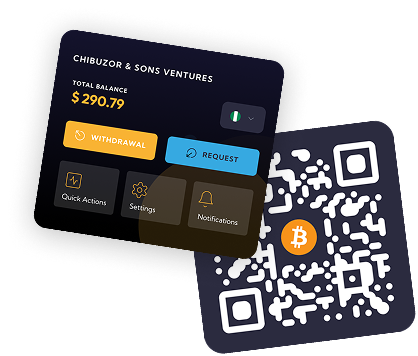 CHIBUZOR & SONS VENTURES
TOTAL BALANCE
$ 290.79
WITHDRAWAL
REQUEST
Quick Actions
Settings
Notifications